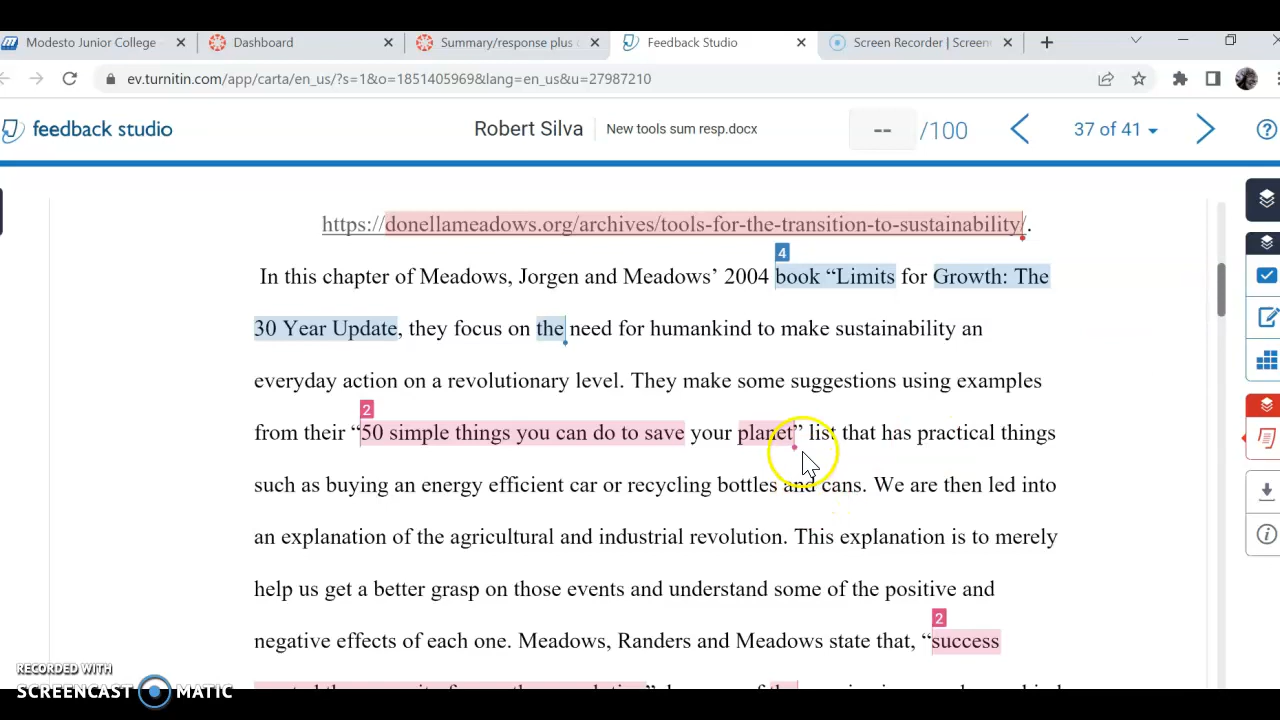 Modesto Junior College
Dashboard
Summary/response plus
Feedback Studio
Screen Recorder | Screen
ev.turnitin.com/app/carta/en_us/?s=1&o=1851405969&lang=en_us&u=27987210
feedback studio
Robert Silva
New tools sum resp.docx
-- /100
37 of 41
https://donellameadows.org/archives/tools-for-the-transition-to-sustainability/.
4
In this chapter of Meadows, Jorgen and Meadows’ 2004 book “Limits for Growth: The
30 Year Update, they focus on the need for humankind to make sustainability an
everyday action on a revolutionary level. They make some suggestions using examples
2
from their “50 simple things you can do to save your planet” list that has practical things
such as buying an energy efficient car or recycling bottles and cans. We are then led into
an explanation of the agricultural and industrial revolution. This explanation is to merely
help us get a better grasp on those events and understand some of the positive and
2
negative effects of each one. Meadows, Randers and Meadows state that, “success
RECORDED WITH
SCREENCAST MATIC